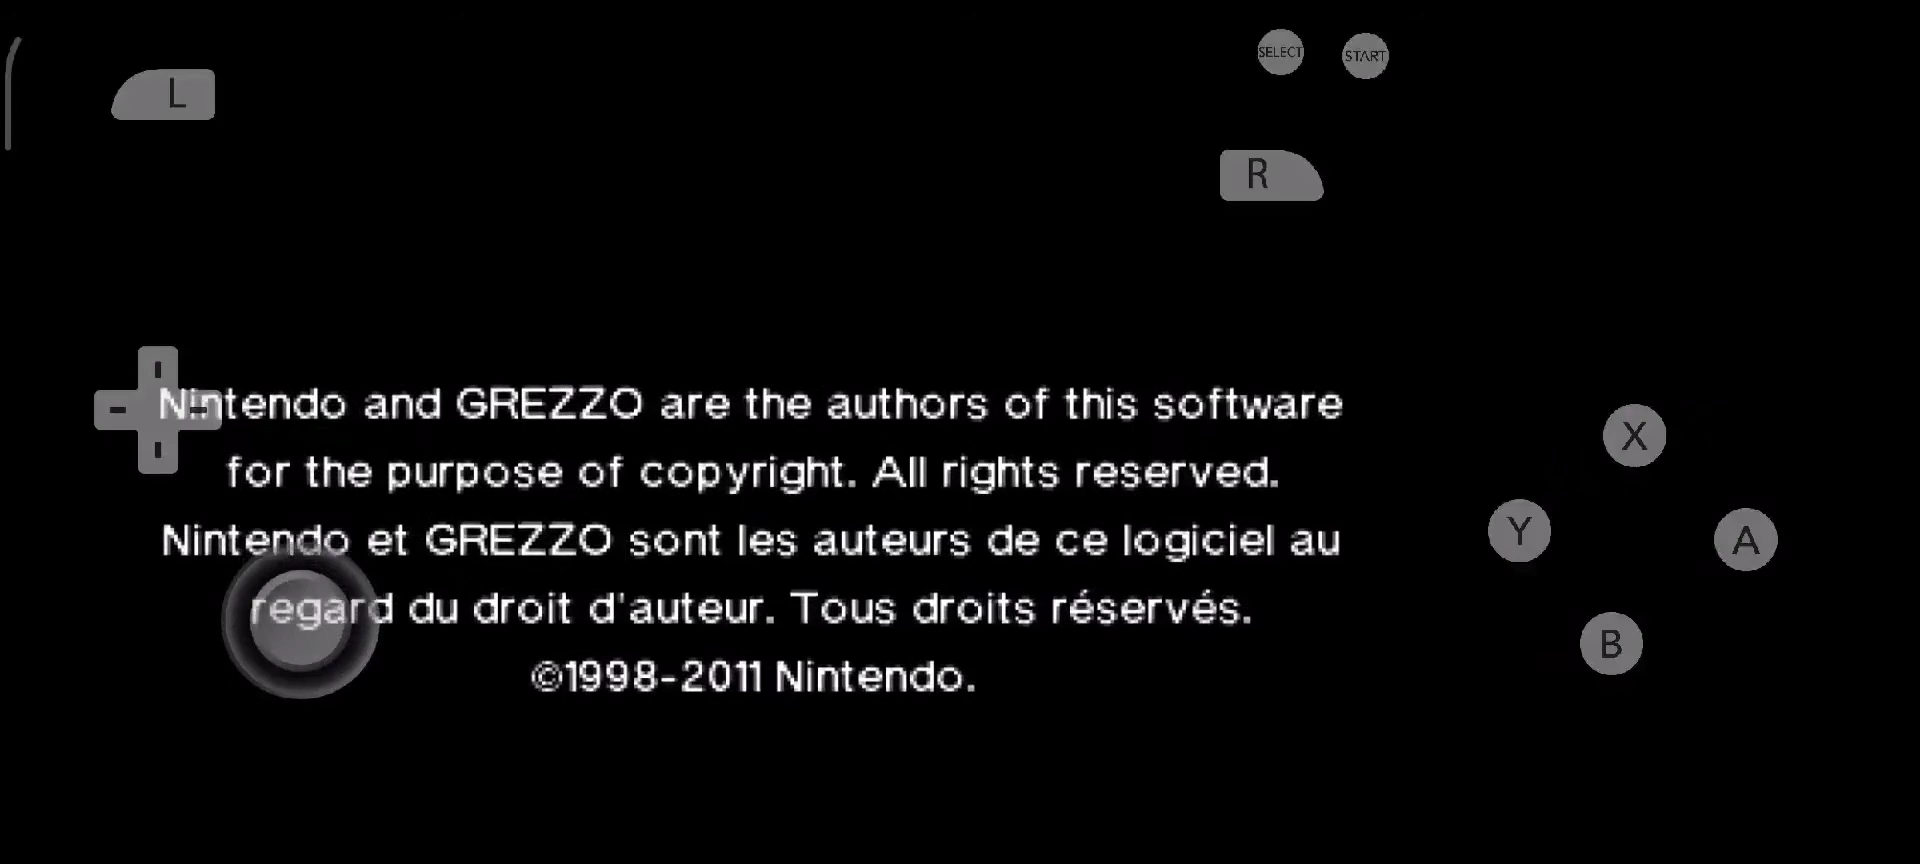 SELECT START
L
R
Nintendo and GREZZO are the authors of this software
for the purpose of copyright. All rights reserved.
Nintendo et GREZZO sont les auteurs de ce logiciel au
regard du droit d'auteur. Tous droits réservés.
©1998-2011 Nintendo.
X
Y
A
B